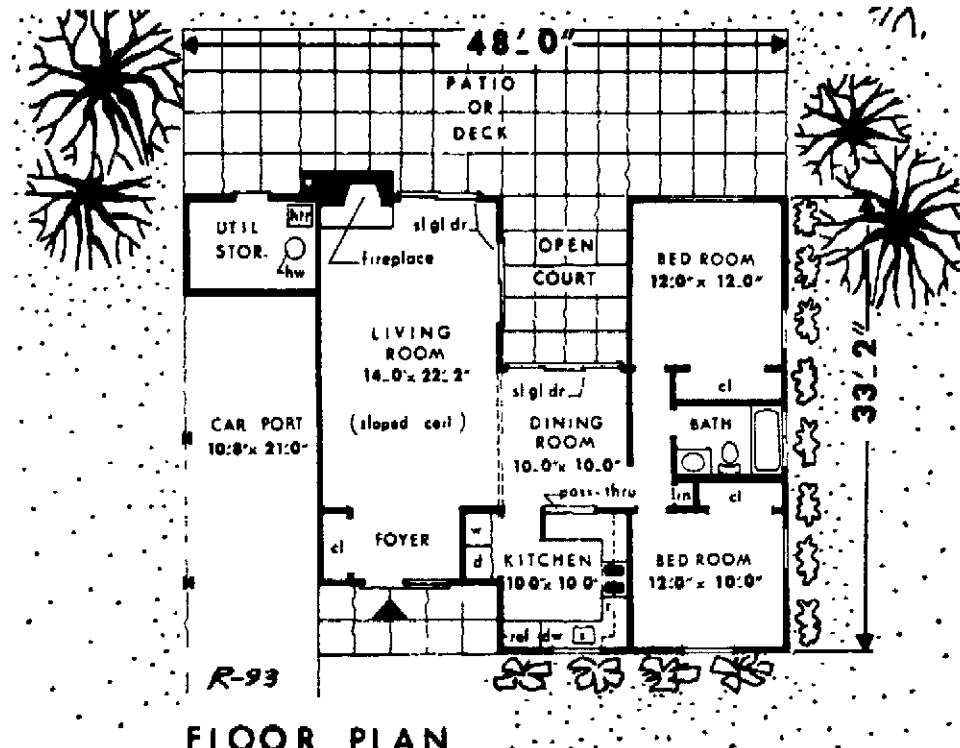 48'-0"
PATIO
OR
DECK
UTIL
STOR.
htr
hw
fireplace
sl gl dr
OPEN
COURT
BED ROOM
12'-0" x 12'-0"
LIVING
ROOM
14'-0" x 22'-2"
(sloped ceil)
sl gl dr
cl
33'-2"
CAR PORT
10'-8" x 21'-0"
DINING
ROOM
10'-0" x 10'-0"
BATH
pass-thru
lin
cl
cl
FOYER
w
d
KITCHEN
10'-0" x 10'-0"
BED ROOM
12'-0" x 10'-0"
r
ref
dw
s
R-93
FLOOR PLAN